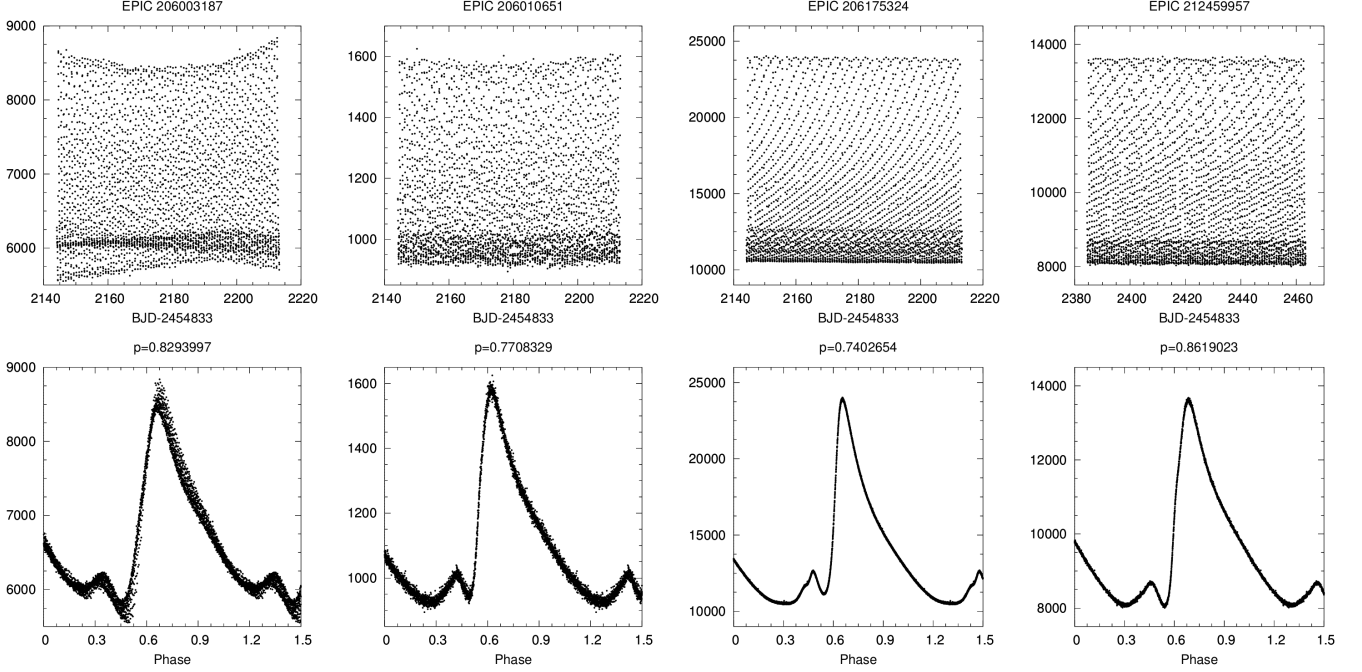 EPIC 206003187
9000
8000
7000
6000
2140 2160 2180 2200 2220
BJD-2454833
EPIC 206010651
1600
1400
1200
1000
2140 2160 2180 2200 2220
BJD-2454833
EPIC 206175324
25000
20000
15000
10000
2140 2160 2180 2200 2220
BJD-2454833
EPIC 212459957
14000
12000
10000
8000
2380 2400 2420 2440 2460
BJD-2454833
p=0.8293997
9000
8000
7000
6000
0 0.3 0.6 0.9 1.2 1.5
Phase
p=0.7708329
1600
1400
1200
1000
0 0.3 0.6 0.9 1.2 1.5
Phase
p=0.7402654
25000
20000
15000
10000
0 0.3 0.6 0.9 1.2 1.5
Phase
p=0.8619023
14000
12000
10000
8000
0 0.3 0.6 0.9 1.2 1.5
Phase